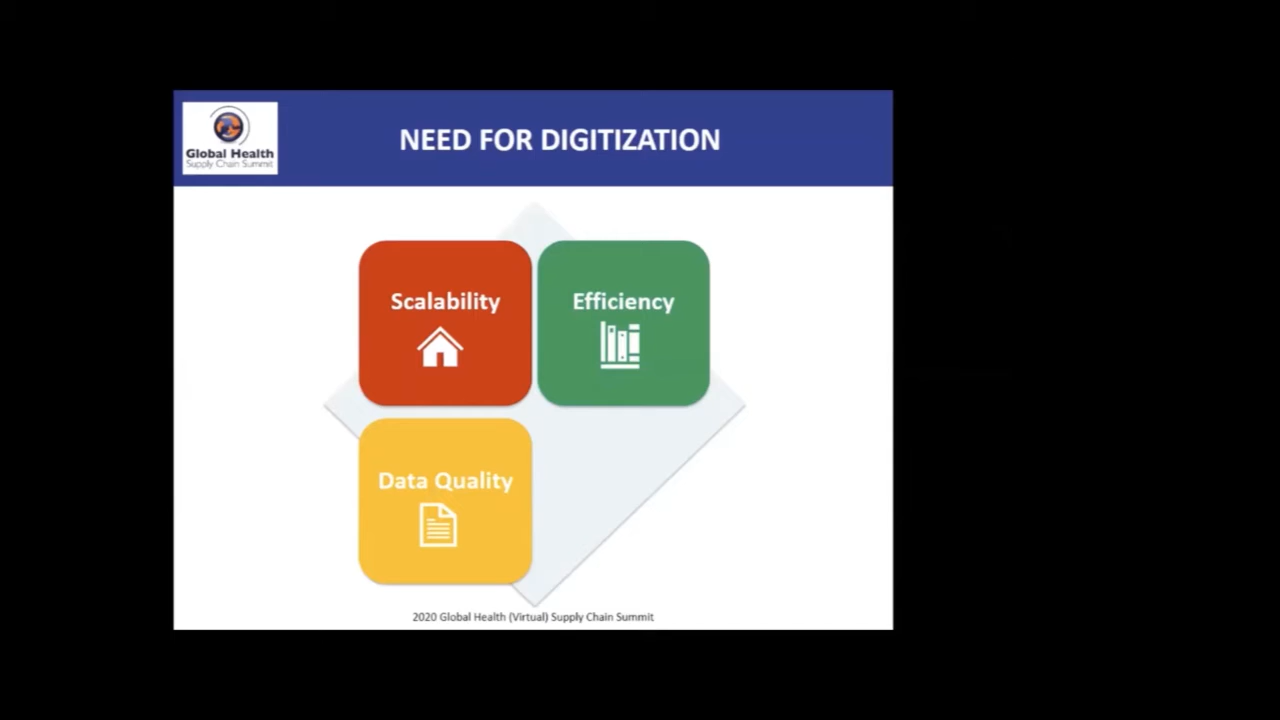 Global Health
Supply Chain Summit
NEED FOR DIGITIZATION
Scalability
Efficiency
Data Quality
2020 Global Health (Virtual) Supply Chain Summit